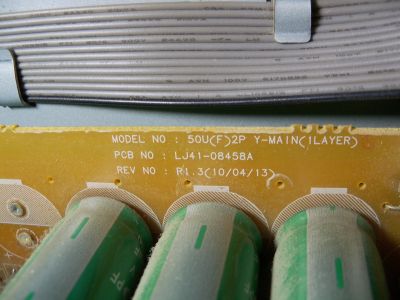 MODEL NO : 50U(F)2P Y-MAIN(1LAYER)
PCB NO : LJ41-08458A
REV NO : R1.3(10/04/13)